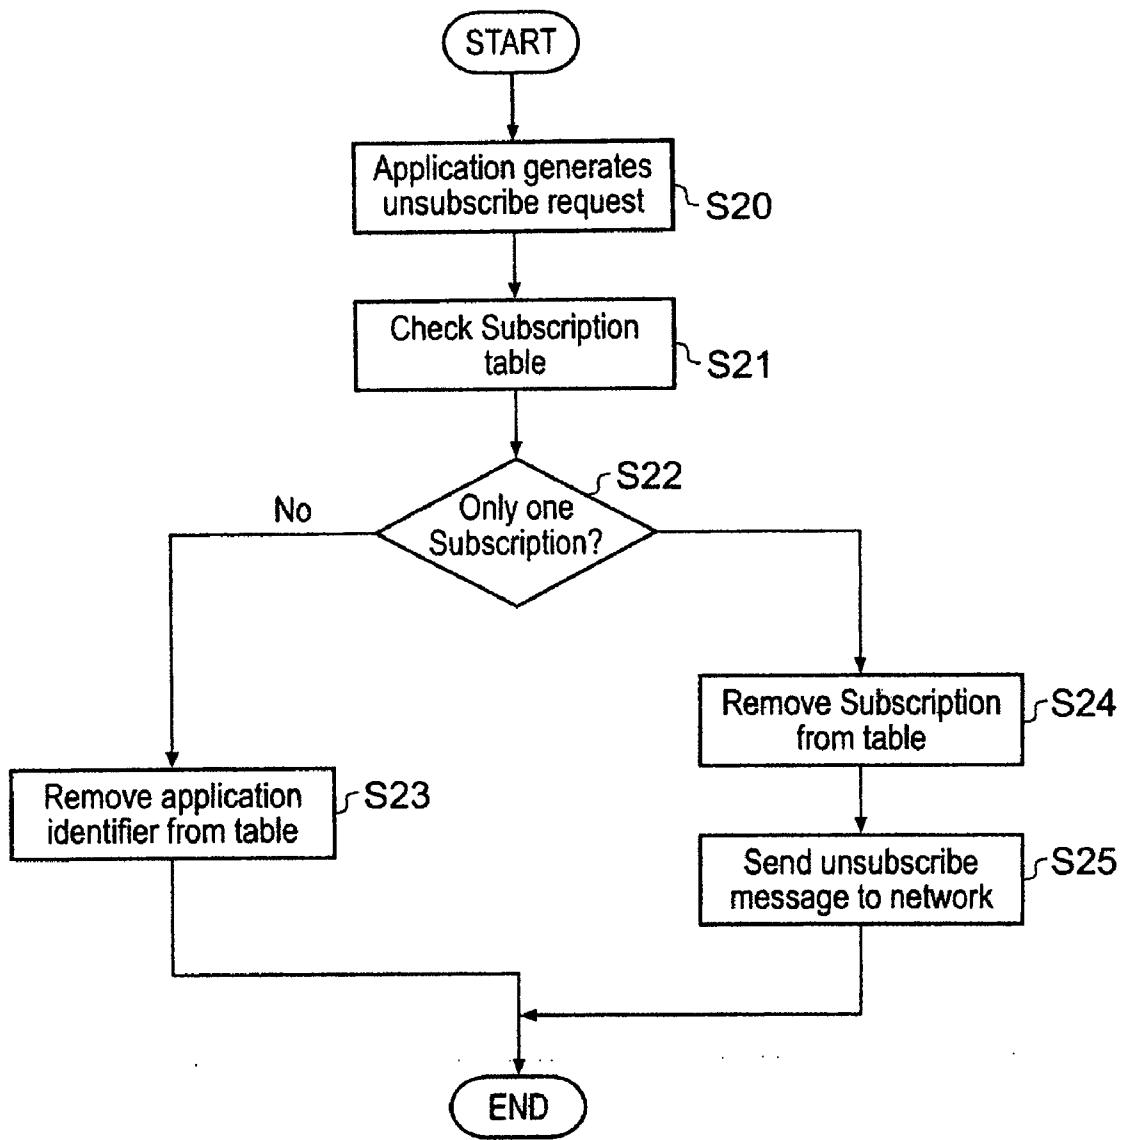 START
Application generates
unsubscribe request
S20
Check Subscription
table
S21
S22
Only one
Subscription?
No
Remove Subscription
from table
S24
Remove application
identifier from table
S23
Send unsubscribe
message to network
S25
END